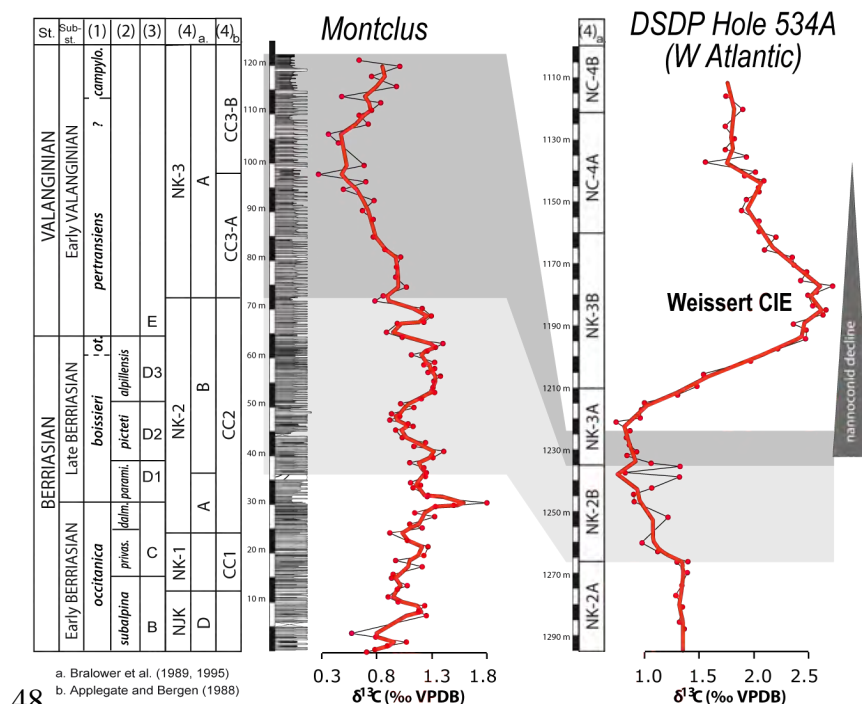 Montclus
DSDP Hole 534A
(W Atlantic)
St.
Sub-
st.
(1)
(2)
(3)
(4)
a.
(4)
b
(4)
a
VALANGINIAN
BERRIASIAN
Early VALANGINIAN
Late BERRIASIAN
Early BERRIASIAN
campylo.
?
pertransiens
ot.
boissieri
occitanica
alpillensis
picteti
parami.
dalm.
privas.
subalpina
E
D3
D2
D1
C
B
NK-3
NK-2
NK-1
NJK
A
B
A
D
CC3-B
CC3-A
CC2
CC1
120 m
110 m
100 m
90 m
80 m
70 m
60 m
50 m
40 m
30 m
20 m
10 m
0.3 0.8 1.3 1.8
δ¹³C (‰ VPDB)
NC-4B
NC-4A
NK-3B
NK-3A
NK-2B
NK-2A
1110 m
1130 m
1150 m
1170 m
1190 m
1210 m
1230 m
1250 m
1270 m
1290 m
Weissert CIE
nannoconid decline
1.0 1.5 2.0 2.5
δ¹³C (‰ VPDB)
a. Bralower et al. (1989, 1995)
b. Applegate and Bergen (1988)
48